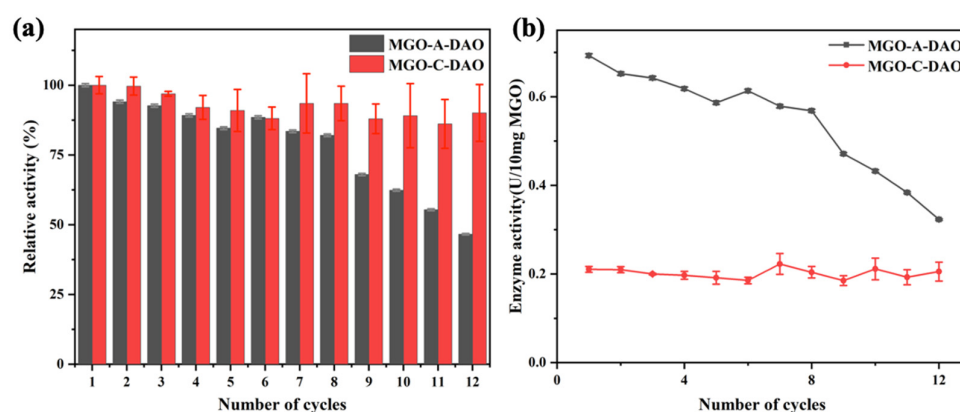 (a)
MGO-A-DAO
MGO-C-DAO
Relative activity (%)
100
75
50
25
0
1 2 3 4 5 6 7 8 9 10 11 12
Number of cycles
(b)
MGO-A-DAO
MGO-C-DAO
Enzyme activity(U/10mg MGO)
0.6
0.4
0.2
0.0
0 4 8 12
Number of cycles